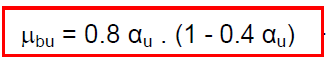 μbu = 0.8 αu . (1 - 0.4 αu)